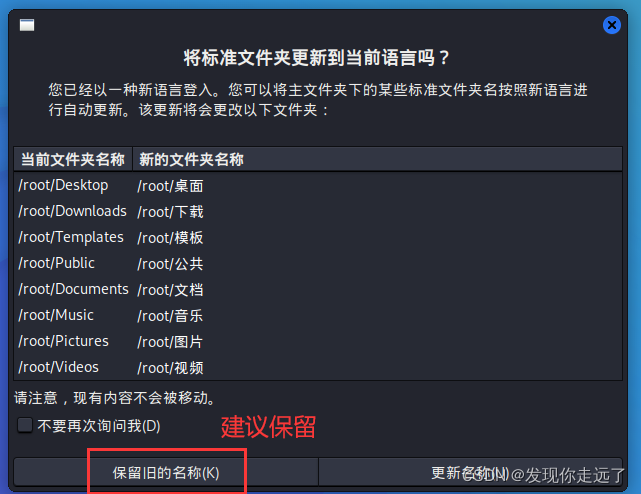 将标准文件夹更新到当前语言吗？
您已经以一种新语言登入。您可以将主文件夹下的某些标准文件夹名按照新语言进
行自动更新。该更新将会更改以下文件夹：
当前文件夹名称 新的文件夹名称
/root/Desktop /root/桌面
/root/Downloads /root/下载
/root/Templates /root/模板
/root/Public /root/公共
/root/Documents /root/文档
/root/Music /root/音乐
/root/Pictures /root/图片
/root/Videos /root/视频
请注意，现有内容不会被移动。
不要再次询问我(D)
建议保留
保留旧的名称(K) 更新名称(N)
CSDN @发现你走远了